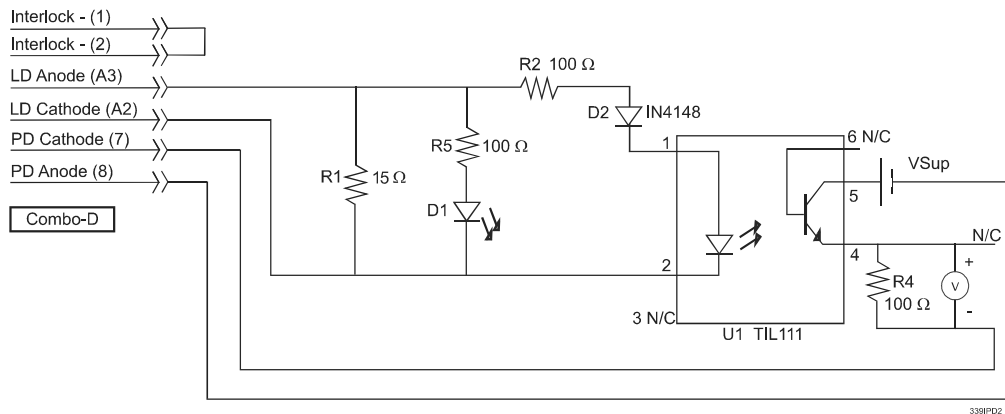 Interlock - (1)
Interlock - (2)
LD Anode (A3)
LD Cathode (A2)
PD Cathode (7)
PD Anode (8)
Combo-D
R2 100 Ω
D2 IN4148
R5
100 Ω
R1 15 Ω
D1
1
2
3 N/C
6 N/C
5
4
VSup
N/C
R4
100 Ω
+
V
-
U1 TIL111
339IPD2